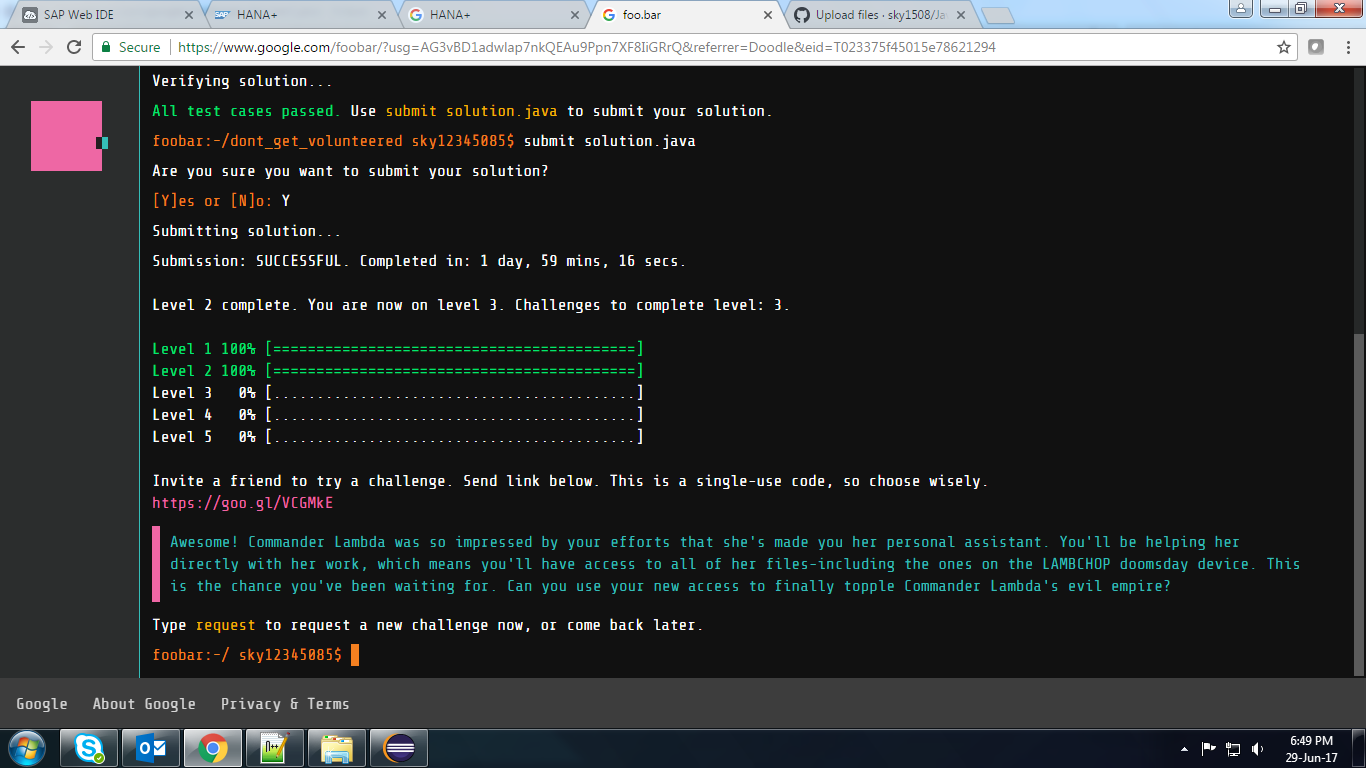 SAP Web IDE
HANA+
HANA+
foo.bar
Upload files · sky1508/Ja
Secure
https://www.google.com/foobar/?usg=AG3vBD1adwlap7nkQEAu9Ppn7XF8IiGRrQ&referrer=Doodle&eid=T023375f45015e78621294
Verifying solution...
All test cases passed. Use submit solution.java to submit your solution.
foobar:~/dont_get_volunteered sky12345085$ submit solution.java
Are you sure you want to submit your solution?
[Y]es or [N]o: Y
Submitting solution...
Submission: SUCCESSFUL. Completed in: 1 day, 59 mins, 16 secs.
Level 2 complete. You are now on level 3. Challenges to complete level: 3.
Level 1 100% [==========================================]
Level 2 100% [==========================================]
Level 3 0% [..........................................]
Level 4 0% [..........................................]
Level 5 0% [..........................................]
Invite a friend to try a challenge. Send link below. This is a single-use code, so choose wisely.
https://goo.gl/VCGMkE
Awesome! Commander Lambda was so impressed by your efforts that she's made you her personal assistant. You'll be helping her
directly with her work, which means you'll have access to all of her files-including the ones on the LAMBCHOP doomsday device. This
is the chance you've been waiting for. Can you use your new access to finally topple Commander Lambda's evil empire?
Type request to request a new challenge now, or come back later.
foobar:~/ sky12345085$
Google About Google Privacy & Terms
6:49 PM
29-Jun-17